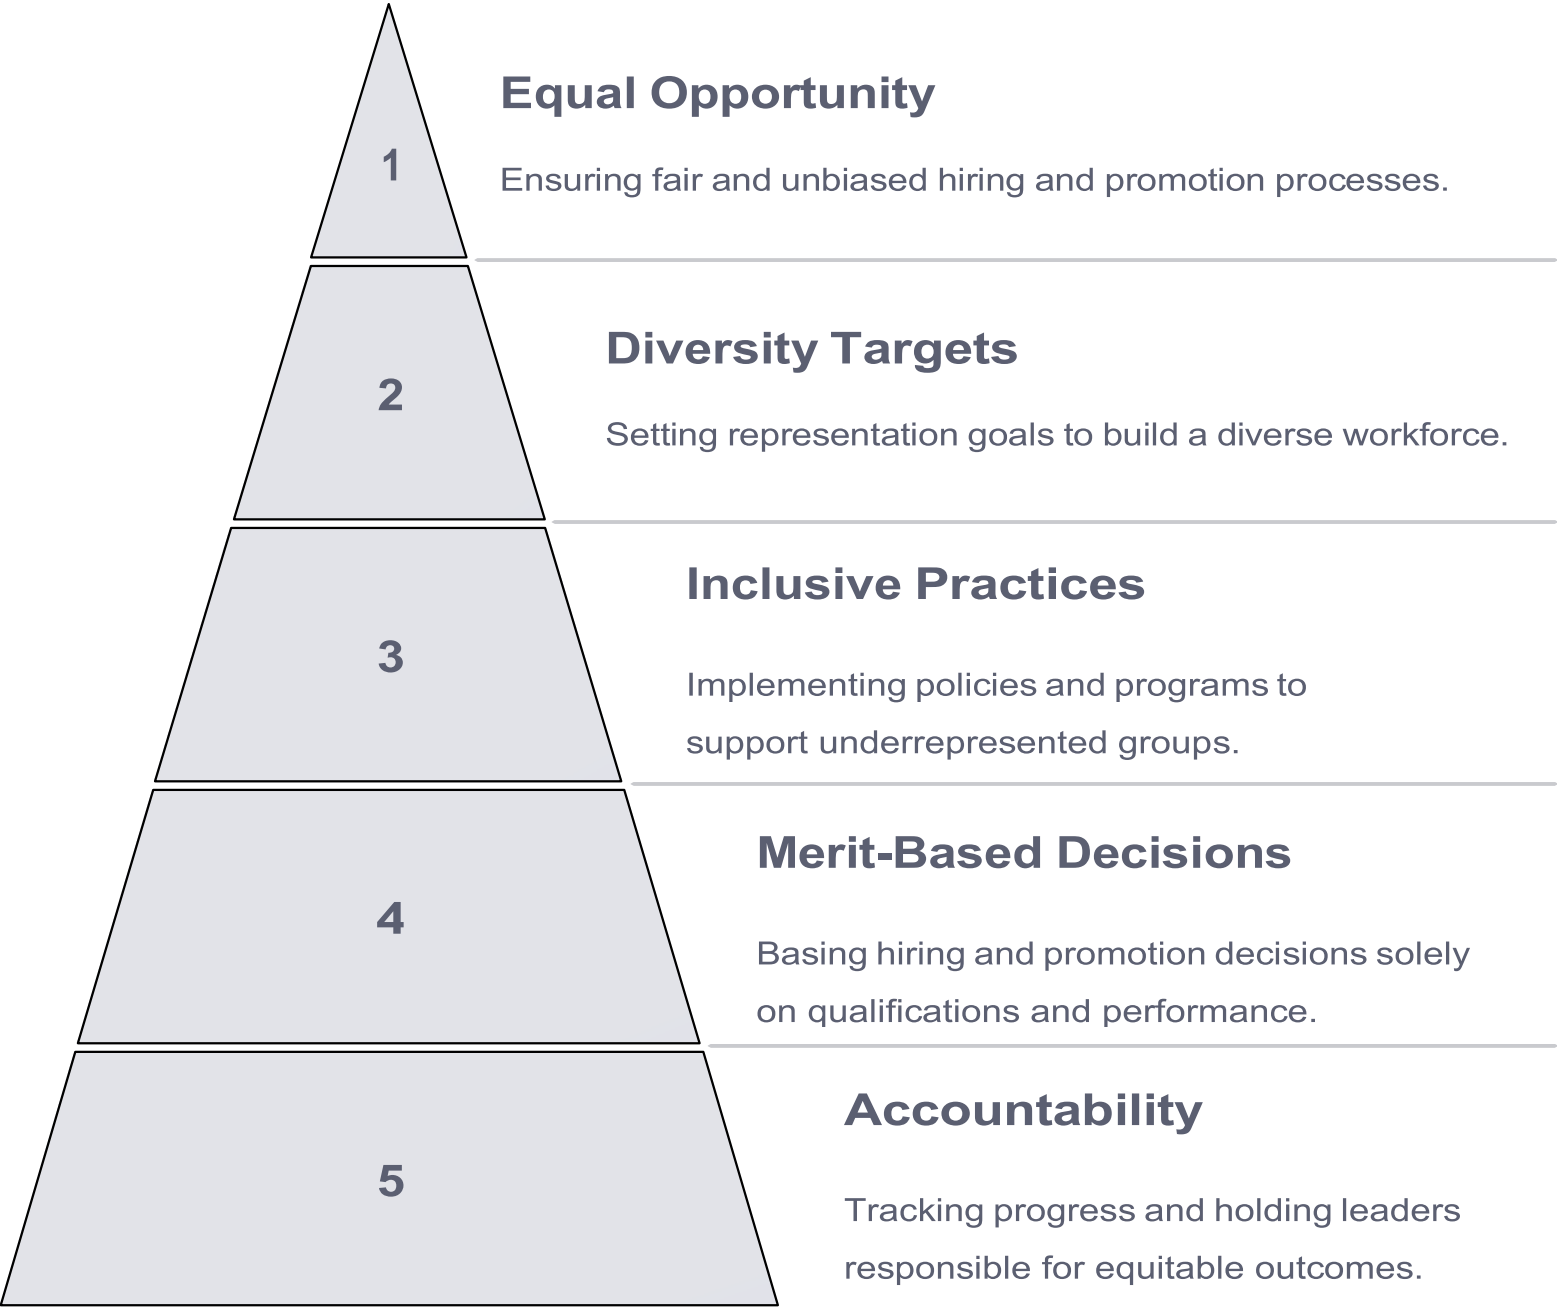 1
Equal Opportunity
Ensuring fair and unbiased hiring and promotion processes.
2
Diversity Targets
Setting representation goals to build a diverse workforce.
3
Inclusive Practices
Implementing policies and programs to
support underrepresented groups.
4
Merit-Based Decisions
Basing hiring and promotion decisions solely
on qualifications and performance.
5
Accountability
Tracking progress and holding leaders
responsible for equitable outcomes.